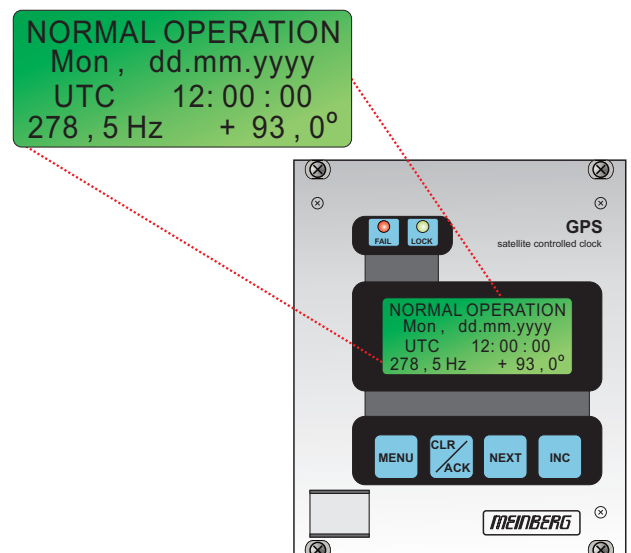 NORMAL OPERATION
Mon , dd.mm.yyyy
UTC 12: 00 : 00
278 , 5 Hz + 93 , 0°
GPS
satellite controlled clock
FAIL LOCK
NORMAL OPERATION
Mon , dd.mm.yyyy
UTC 12: 00 : 00
278 , 5 Hz + 93 , 0°
MENU CLR/ACK NEXT INC
MEINBERG